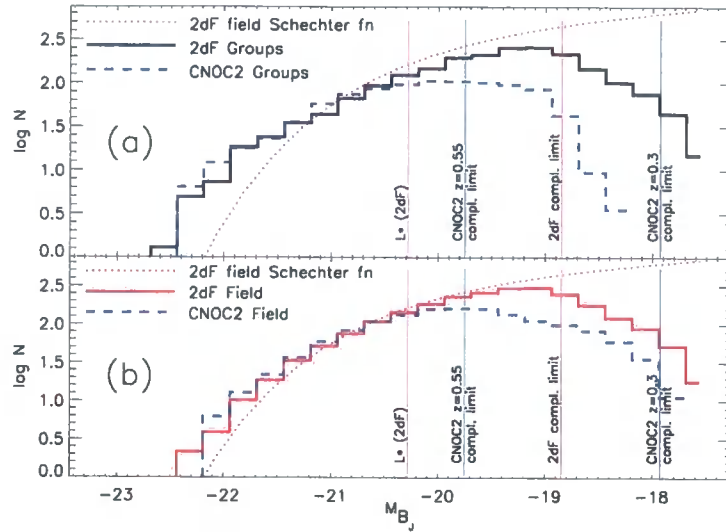 2dF field Schechter fn
2dF Groups
CNOC2 Groups
(a)
log N
2.5
2.0
1.5
1.0
0.5
0.0
L* (2dF)
CNOC2 z=0.55
compl. limit
2dF compl. limit
CNOC2 z=0.3
compl. limit
2dF field Schechter fn
2dF Field
CNOC2 Field
(b)
log N
2.5
2.0
1.5
1.0
0.5
0.0
L* (2dF)
CNOC2 z=0.55
compl. limit
2dF compl. limit
CNOC2 z=0.3
compl. limit
-23 -22 -21 -20 -19 -18
M_B_J